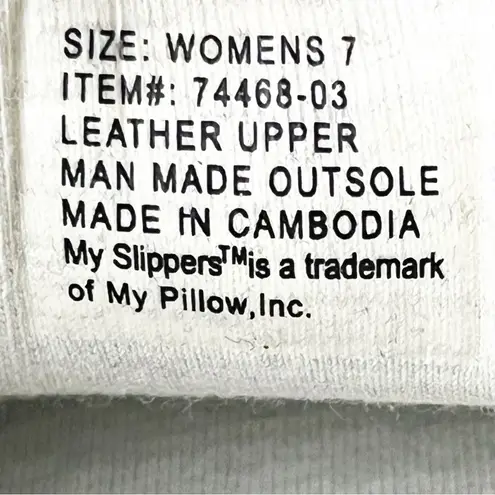 SIZE: WOMENS 7
ITEM#: 74468-03
LEATHER UPPER
MAN MADE OUTSOLE
MADE IN CAMBODIA
My Slippers™is a trademark
of My Pillow,Inc.